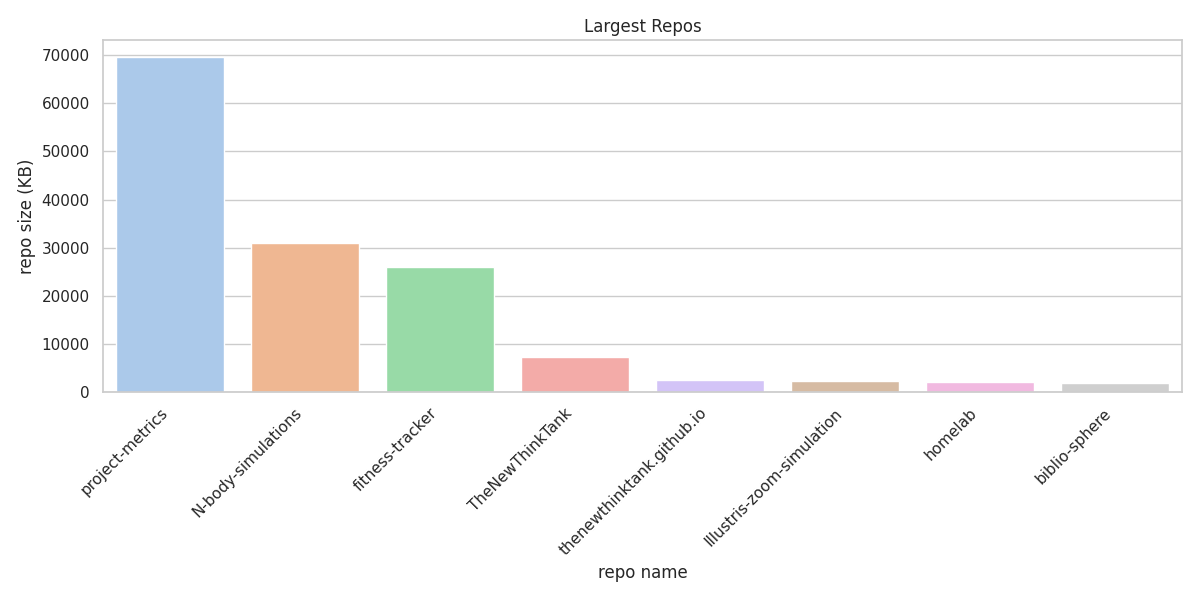 Largest Repos
repo size (KB)
70000
60000
50000
40000
30000
20000
10000
0
project-metrics
N-body-simulations
fitness-tracker
TheNewThinkTank
thenewthinktank.github.io
Illustris-zoom-simulation
homelab
biblio-sphere
repo name